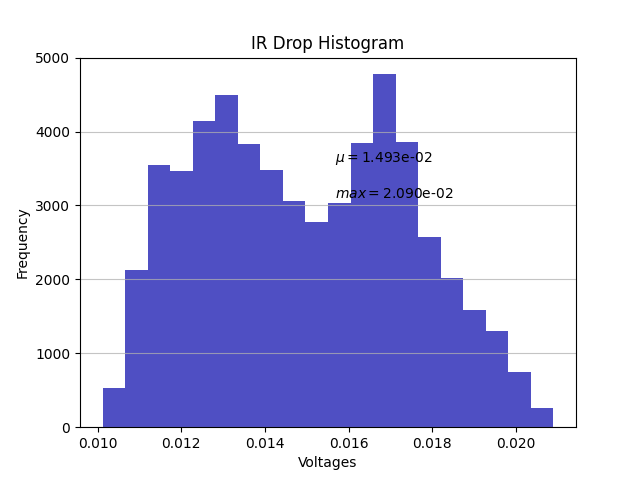 IR Drop Histogram
5000
4000
3000
2000
1000
0
Frequency
μ = 1.493e-02
max = 2.090e-02
0.010 0.012 0.014 0.016 0.018 0.020
Voltages